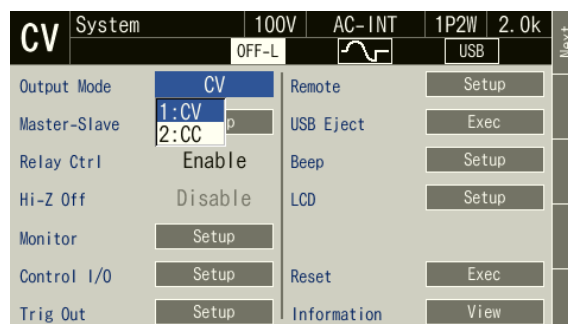 CV System 100V AC-INT 1P2W 2.0k Next
OFF-L USB
Output Mode CV
1:CV
2:CC
Master-Slave p
Relay Ctrl Enable
Hi-Z Off Disable
Monitor Setup
Control I/O Setup
Trig Out Setup
Remote Setup
USB Eject Exec
Beep Setup
LCD Setup
Reset Exec
Information View